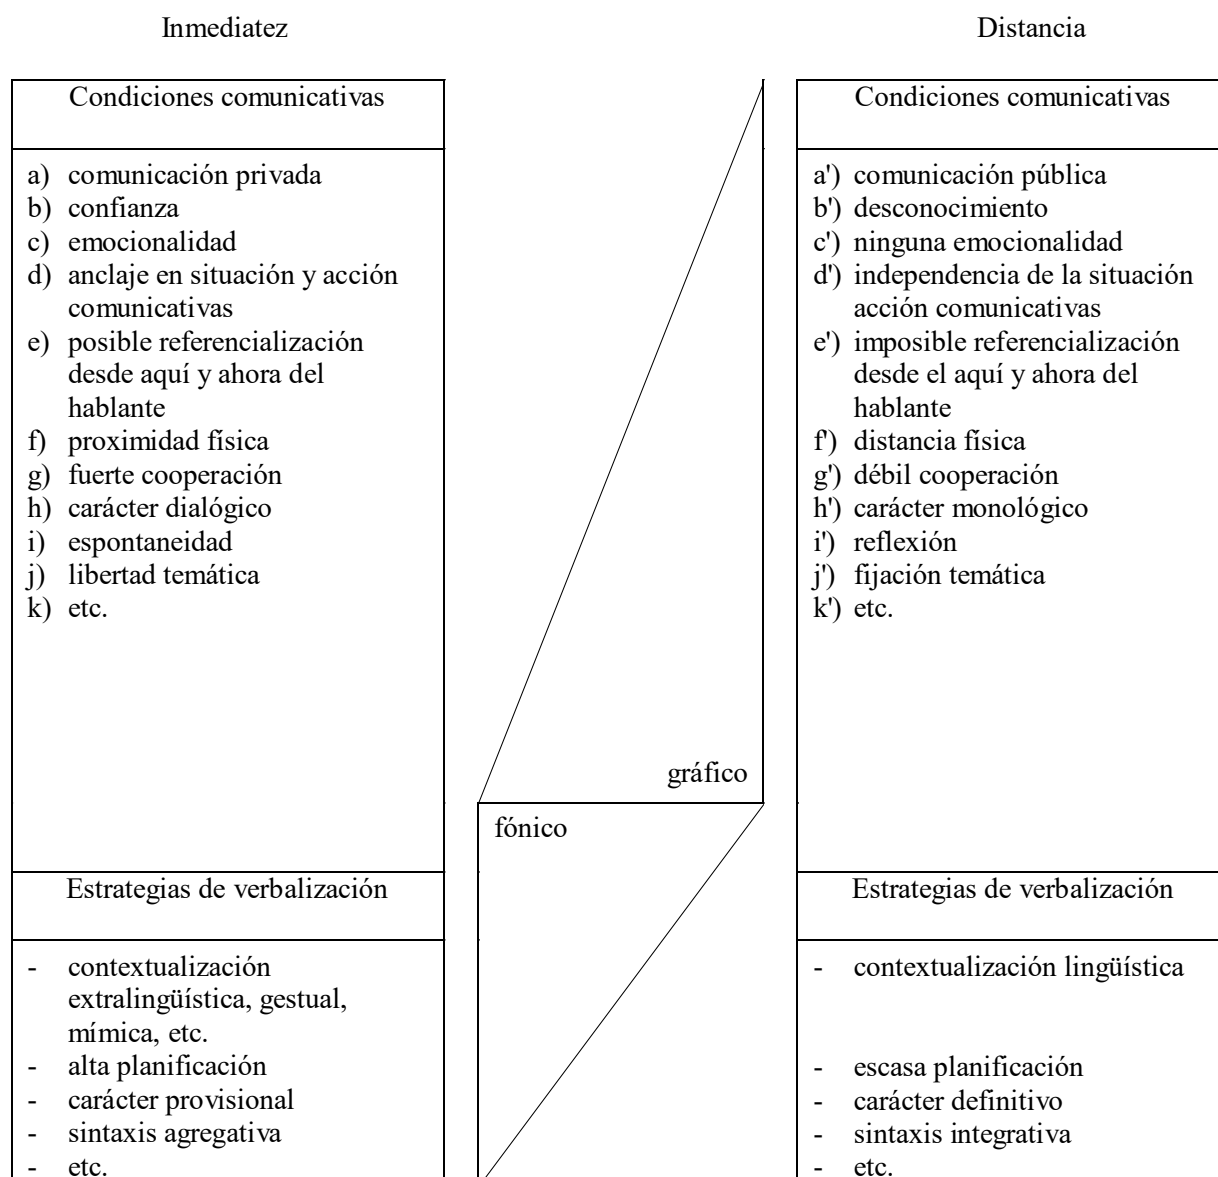 Inmediatez
Distancia
Condiciones comunicativas
a) comunicación privada
b) confianza
c) emocionalidad
d) anclaje en situación y acción
comunicativas
e) posible referencialización
desde aquí y ahora del
hablante
f) proximidad física
g) fuerte cooperación
h) carácter dialógico
i) espontaneidad
j) libertad temática
k) etc.
Estrategias de verbalización
- contextualización
extralingüística, gestual,
mímica, etc.
- alta planificación
- carácter provisional
- sintaxis agregativa
- etc.
gráfico
fónico
Condiciones comunicativas
a') comunicación pública
b') desconocimiento
c') ninguna emocionalidad
d') independencia de la situación
acción comunicativas
e') imposible referencialización
desde el aquí y ahora del
hablante
f') distancia física
g') débil cooperación
h') carácter monológico
i') reflexión
j') fijación temática
k') etc.
Estrategias de verbalización
- contextualización lingüística
- escasa planificación
- carácter definitivo
- sintaxis integrativa
- etc.